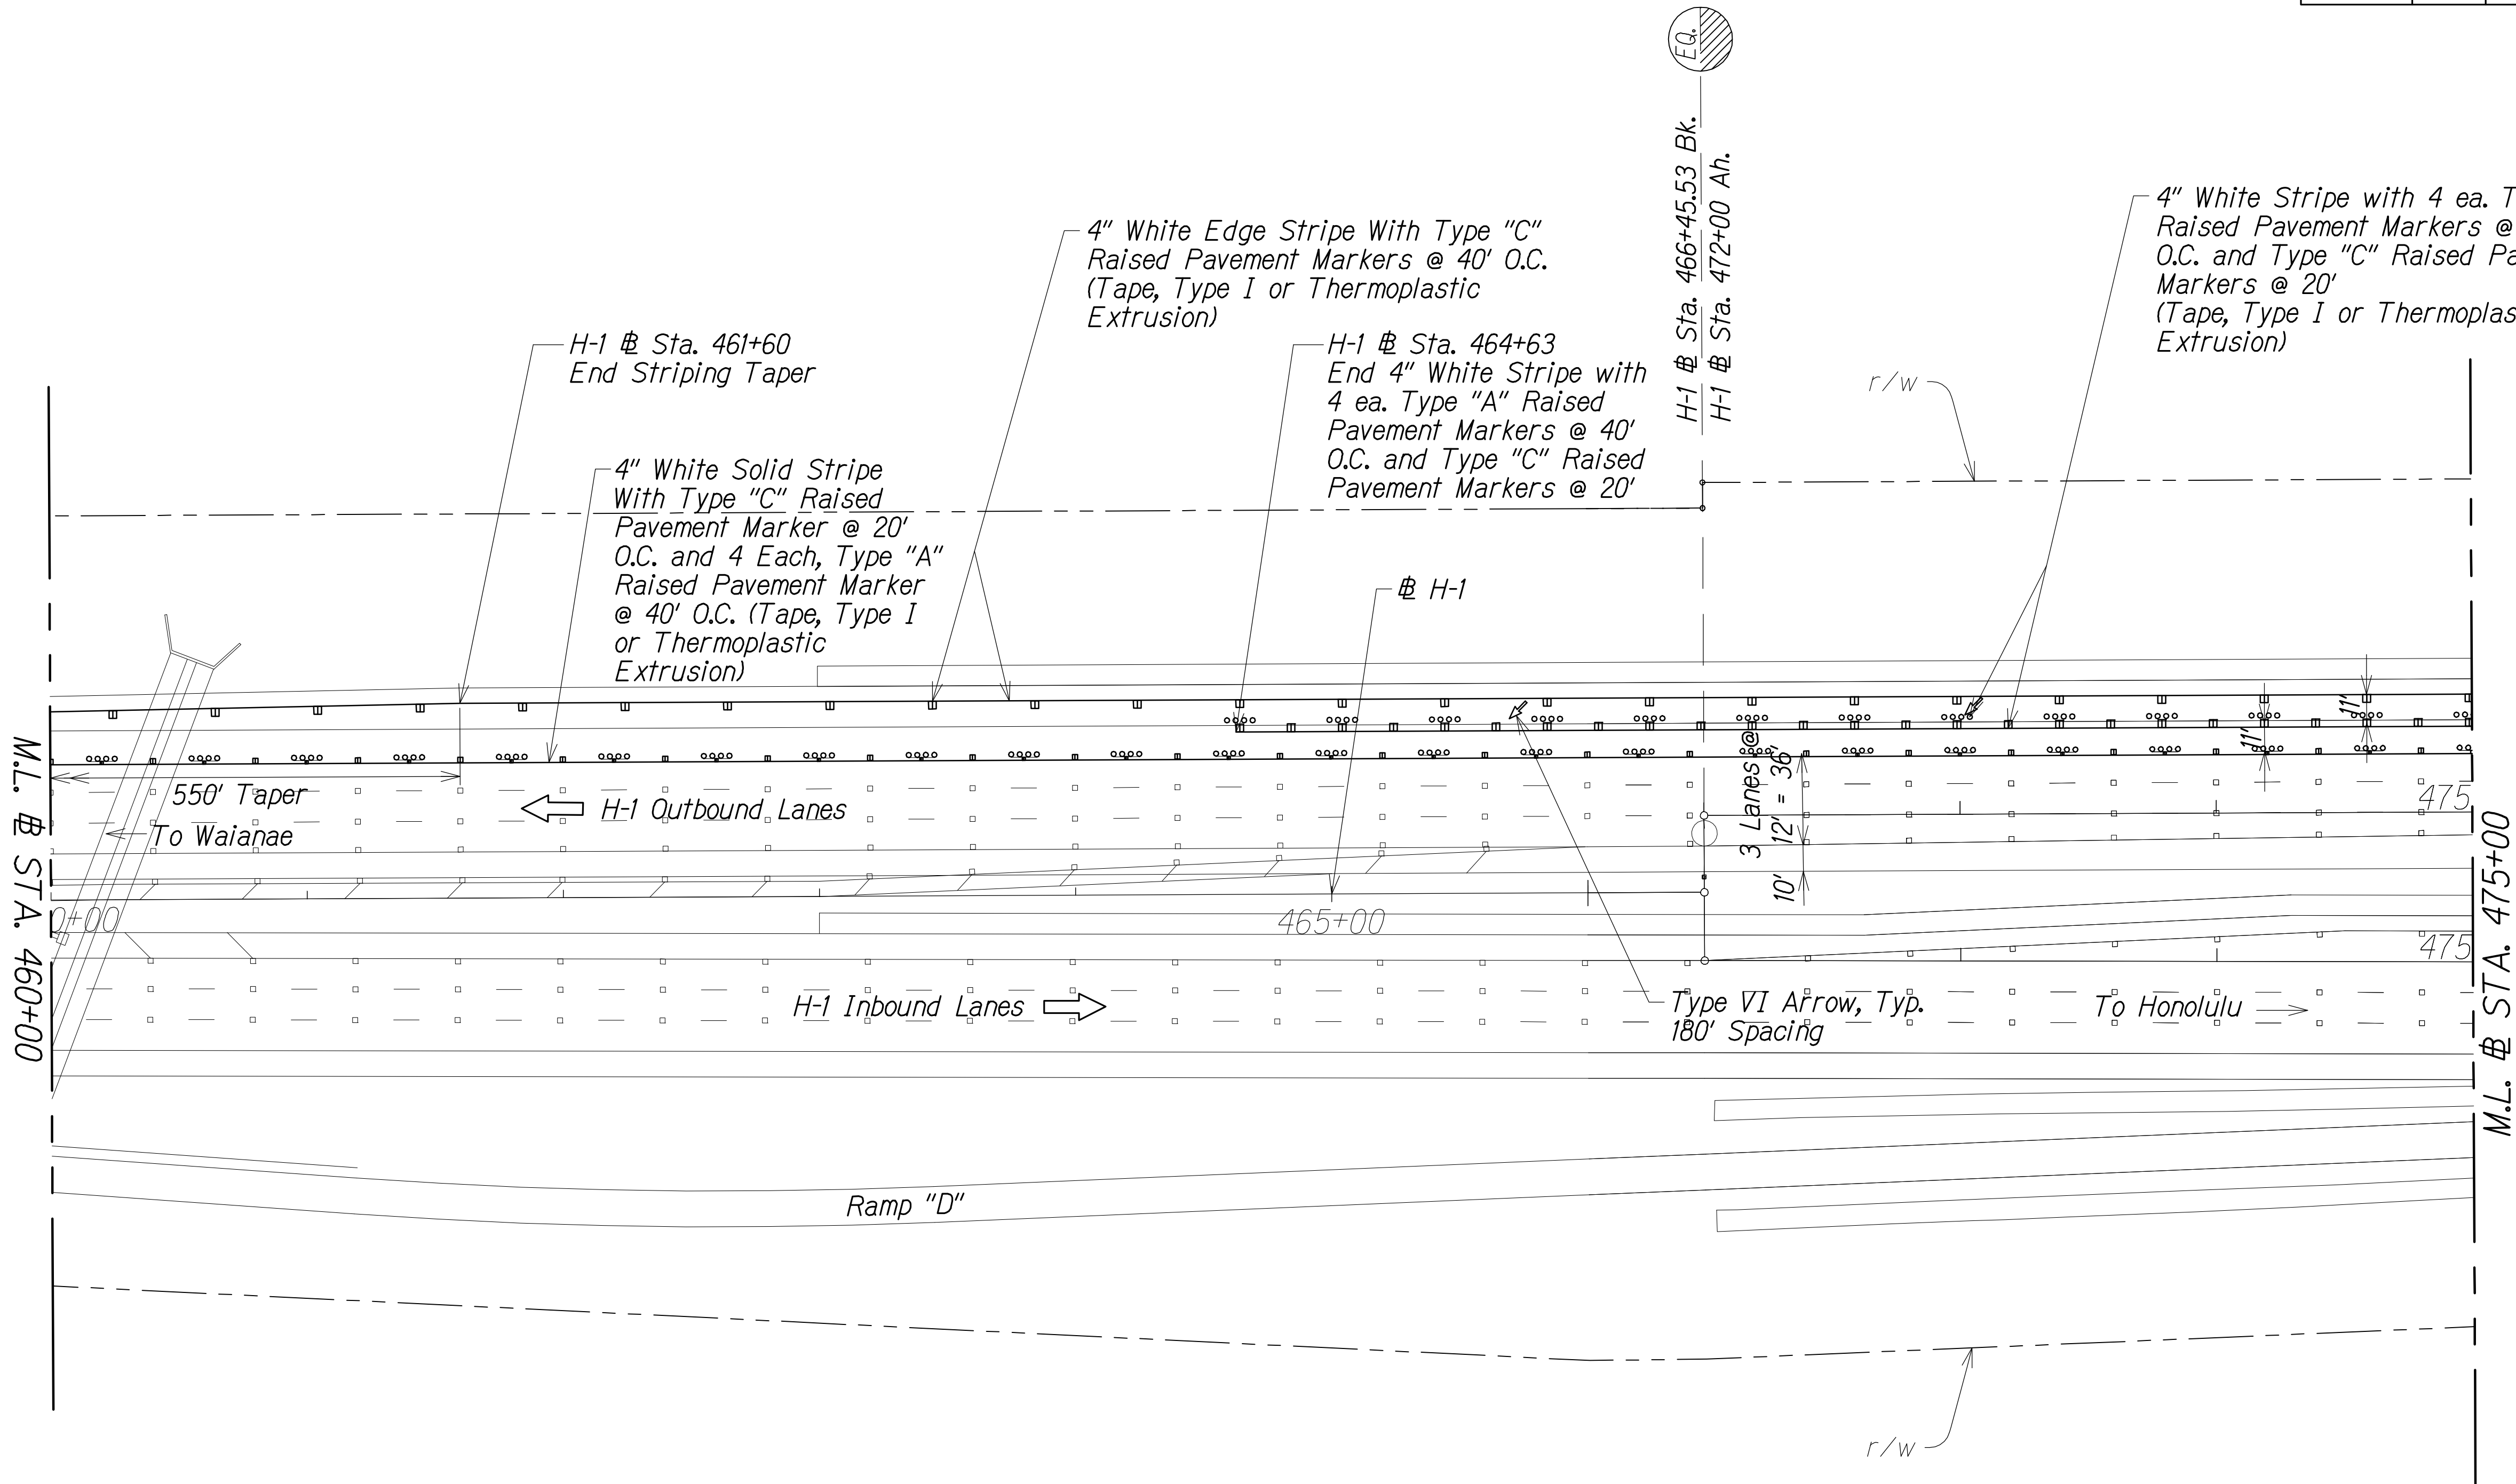 EQ.
H-1 ⅊ Sta. 466+45.53 Bk.
H-1 ⅊ Sta. 472+00 Ah.
4" White Edge Stripe With Type "C"
Raised Pavement Markers @ 40' O.C.
(Tape, Type I or Thermoplastic
Extrusion)
4" White Stripe with 4 ea.
Raised Pavement Markers @
O.C. and Type "C" Raised
Markers @ 20'
(Tape, Type I or
Extrusion)
H-1 ⅊ Sta. 461+60
End Striping Taper
H-1 ⅊ Sta. 464+63
End 4" White Stripe with
4 ea. Type "A" Raised
Pavement Markers @ 40'
O.C. and Type "C" Raised
Pavement Markers @ 20'
r/w
4" White Solid Stripe
With Type "C" Raised
Pavement Marker @ 20'
O.C. and 4 Each, Type "A"
Raised Pavement Marker
@ 40' O.C. (Tape, Type I
or Thermoplastic
Extrusion)
⅊ H-1
11'
11'
3 Lanes @
12' = 36'
10'
550' Taper
To Waianae
H-1 Outbound Lanes
475
0+00
465+00
475
H-1 Inbound Lanes
Type VI Arrow, Typ.
180' Spacing
To Honolulu
M.L. ⅊ STA. 460+00
M.L. ⅊ STA. 475+00
Ramp "D"
r/w